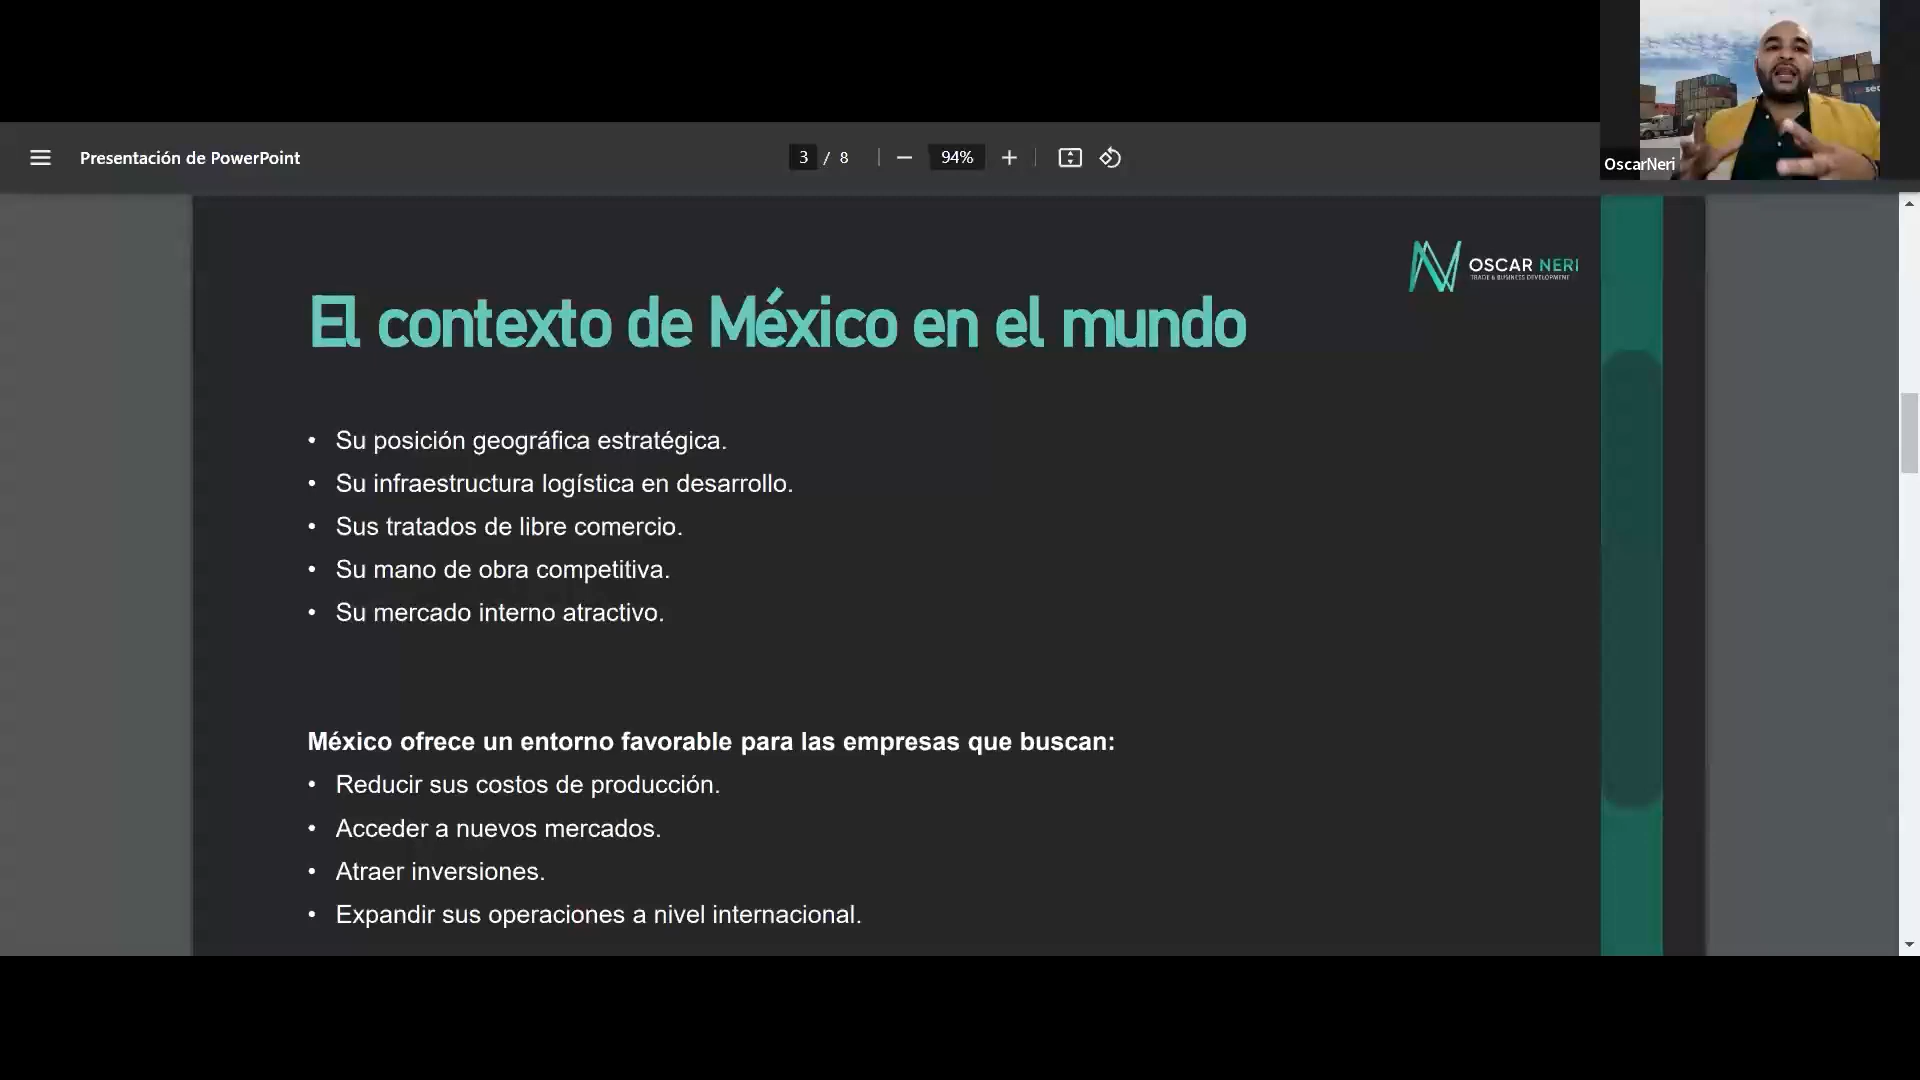 Presentación de PowerPoint
3 / 8
94%
OscarNeri
OSCAR NERI
TRADE & BUSINESS DEVELOPMENT
El contexto de México en el mundo
• Su posición geográfica estratégica.
• Su infraestructura logística en desarrollo.
• Sus tratados de libre comercio.
• Su mano de obra competitiva.
• Su mercado interno atractivo.
México ofrece un entorno favorable para las empresas que buscan:
• Reducir sus costos de producción.
• Acceder a nuevos mercados.
• Atraer inversiones.
• Expandir sus operaciones a nivel internacional.